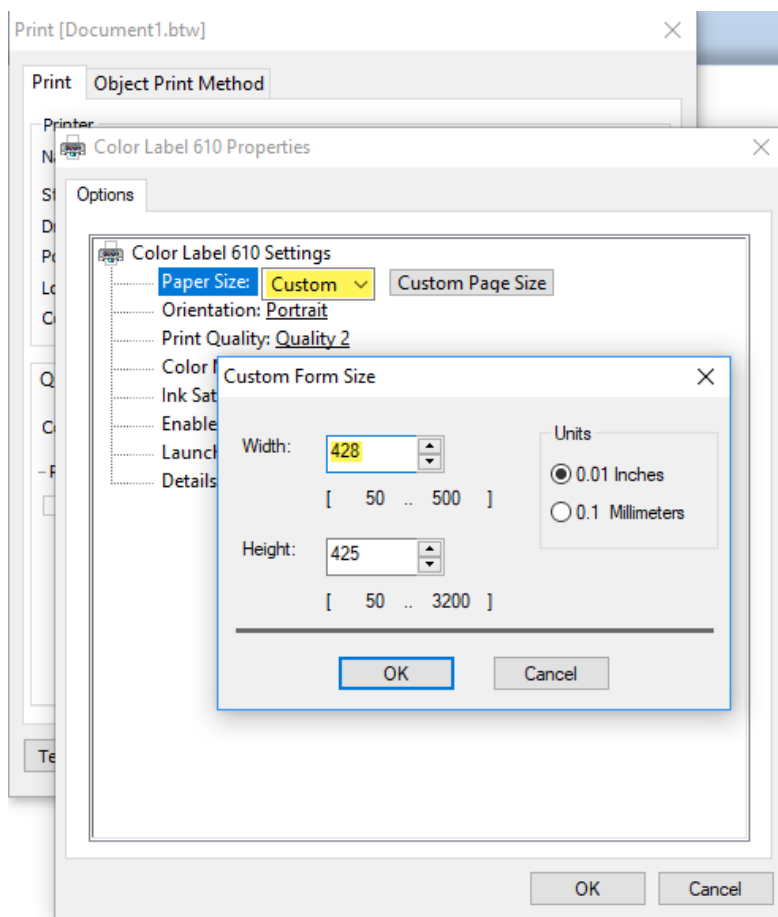 Print [Document1.btw]
Print Object Print Method
Printer
Color Label 610 Properties
Options
Color Label 610 Settings
Paper Size: Custom Custom Page Size
Orientation: Portrait
Print Quality: Quality 2
Color
Custom Form Size
Ink Sat
Enable
Width: 428
Units
Launch
[ 50 .. 500 ]
0.01 Inches
Details
0.1 Millimeters
Height: 425
[ 50 .. 3200 ]
OK Cancel
Te
OK Cancel